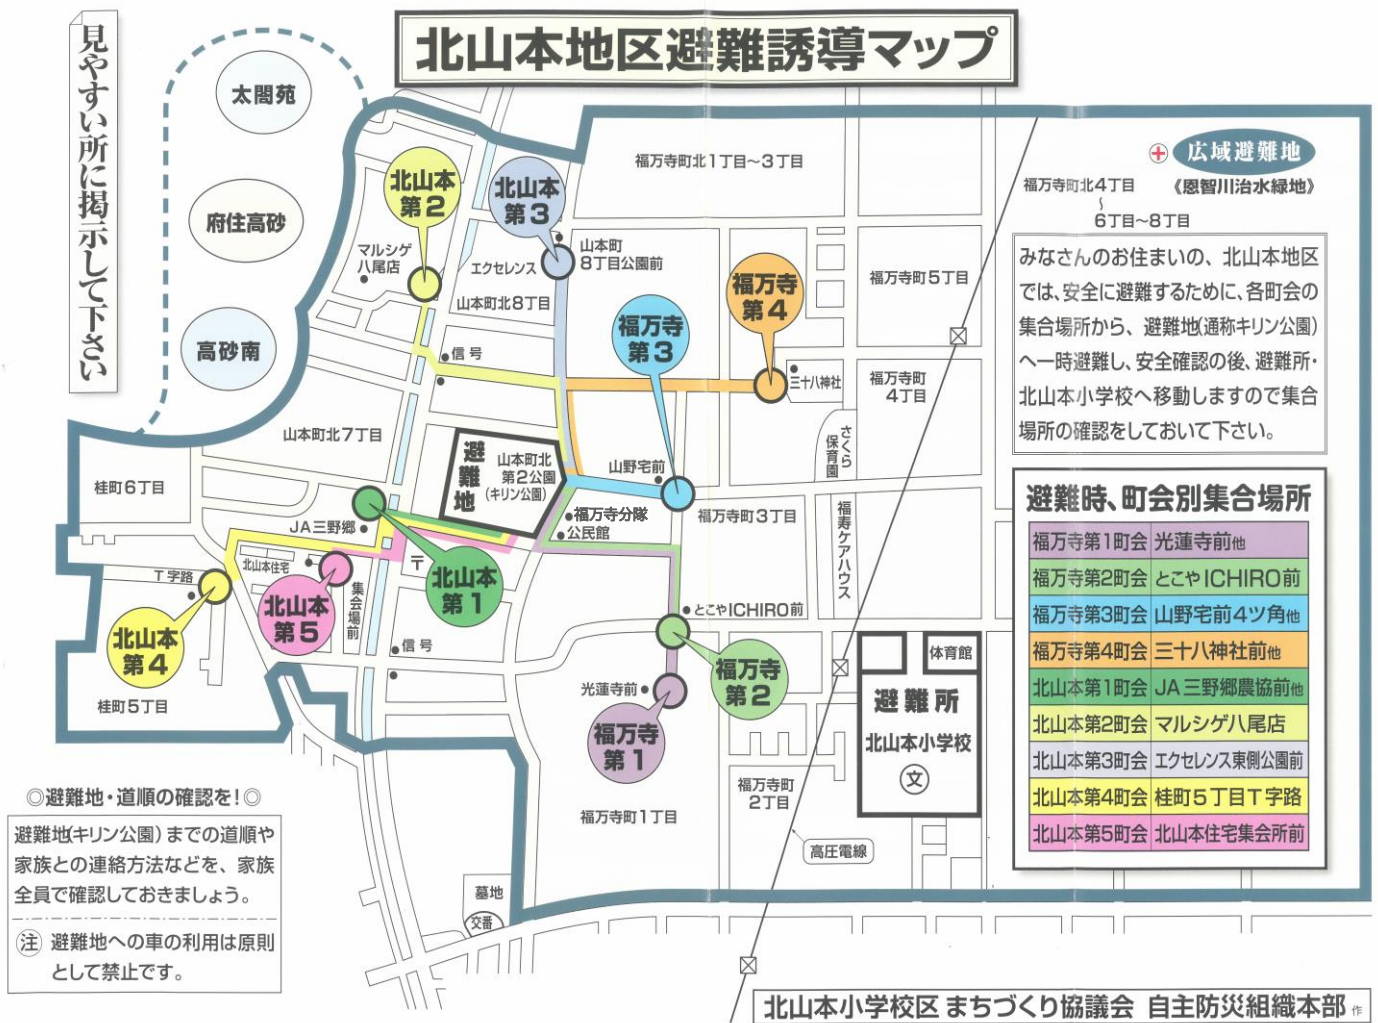 北山本地区避難誘導マップ
見やすい所に掲示して下さい
太閤苑
府住高砂
高砂南
北山本
第2
北山本
第3
福万寺町北1丁目〜3丁目
広域避難地
《恩智川治水緑地》
福万寺町北4丁目
〜
6丁目〜8丁目
マルシゲ
八尾店
エクセレンス
山本町
8丁目公園前
山本町北8丁目
福万寺
第4
福万寺町5丁目
福万寺
第3
信号
三十八神社
福万寺町
4丁目
みなさんのお住まいの、北山本地区
では、安全に避難するために、各町会の
集合場所から、避難地(通称キリン公園)
へ一時避難し、安全確認の後、避難所・
北山本小学校へ移動しますので集合
場所の確認をしておいて下さい。
山本町北7丁目
避難地
山本町北
第2公園
(キリン公園)
山野宅前
さくら
保育園
桂町6丁目
JA三野郷
福万寺分隊
公民館
福万寺町3丁目
福寿ケアハウス
北山本住宅
T字路
〒
北山本
第1
北山本
第5
集会場前
北山本
第4
とこやICHIRO前
信号
福万寺
第2
光蓮寺前
福万寺
第1
桂町5丁目
体育館
避難所
北山本小学校
文
福万寺町
2丁目
福万寺町1丁目
高圧電線
墓地
交番
避難時、町会別集合場所
福万寺第1町会 光蓮寺前他
福万寺第2町会 とこやICHIRO前
福万寺第3町会 山野宅前4ツ角他
福万寺第4町会 三十八神社前他
北山本第1町会 JA三野郷農協前他
北山本第2町会 マルシゲ八尾店
北山本第3町会 エクセレンス東側公園前
北山本第4町会 桂町5丁目T字路
北山本第5町会 北山本住宅集会所前
◎避難地・道順の確認を!◎
避難地(キリン公園)までの道順や
家族との連絡方法などを、家族
全員で確認しておきましょう。
注 避難地への車の利用は原則
として禁止です。
北山本小学校区 まちづくり協議会 自主防災組織本部 作